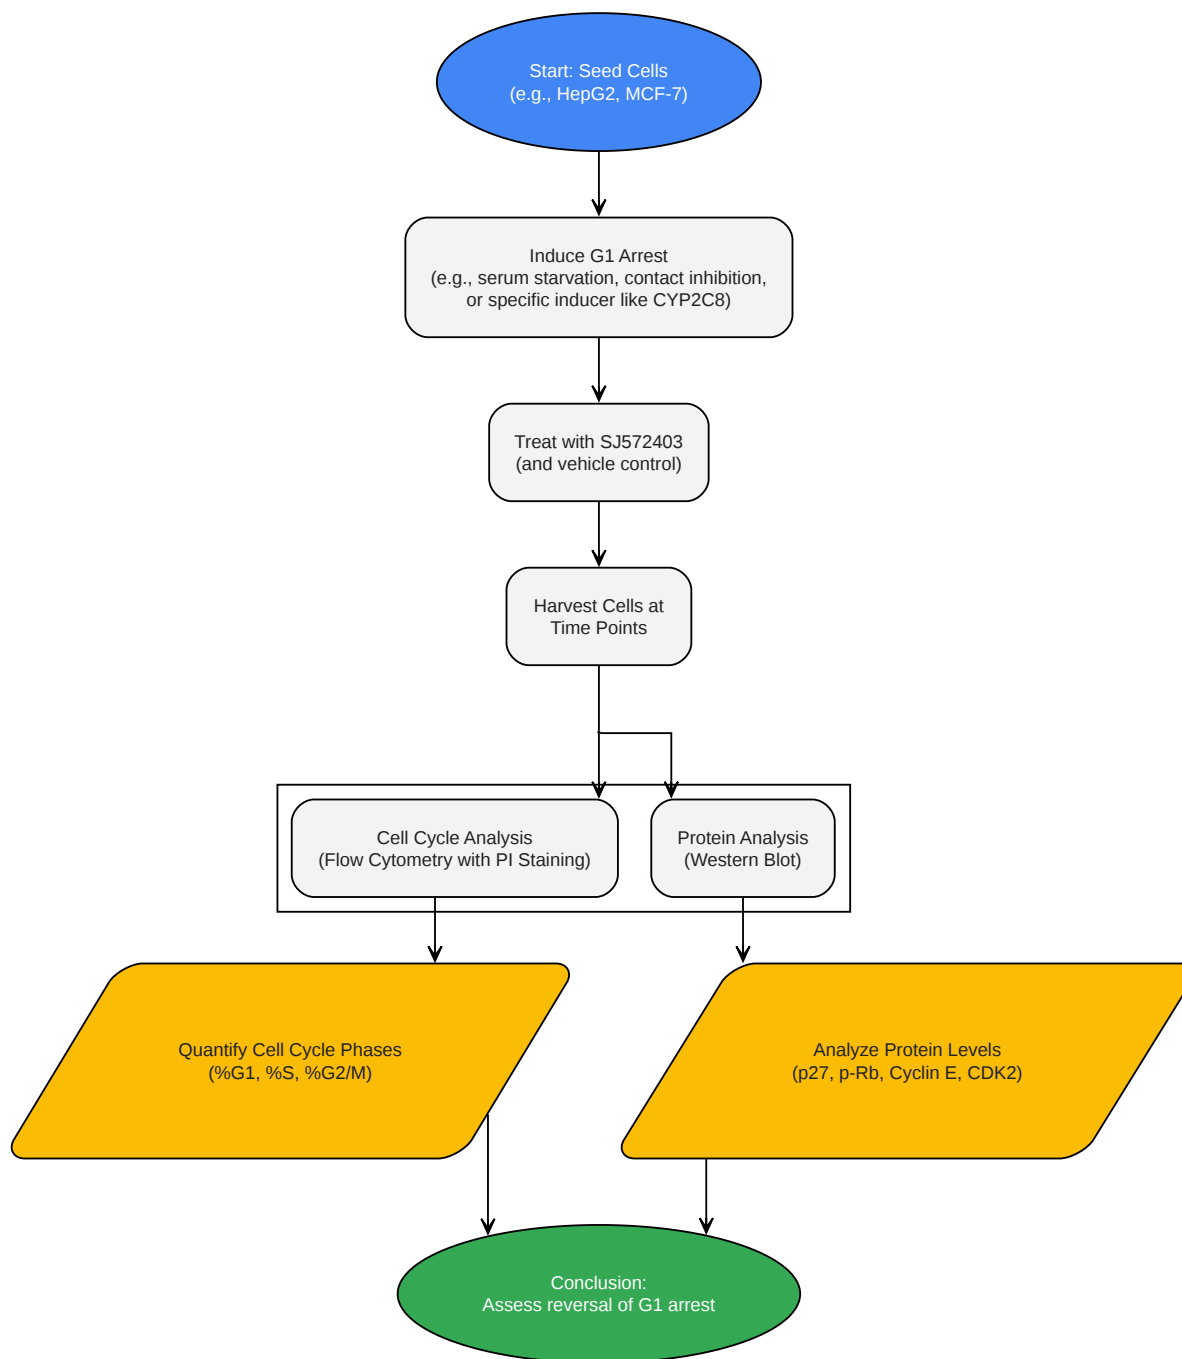 Start: Seed Cells
(e.g., HepG2, MCF-7)
Induce G1 Arrest
(e.g., serum starvation, contact inhibition,
or specific inducer like CYP2C8)
Treat with SJ572403
(and vehicle control)
Harvest Cells at
Time Points
Cell Cycle Analysis
(Flow Cytometry with PI Staining)
Protein Analysis
(Western Blot)
Quantify Cell Cycle Phases
(%G1, %S, %G2/M)
Analyze Protein Levels
(p27, p-Rb, Cyclin E, CDK2)
Conclusion:
Assess reversal of G1 arrest